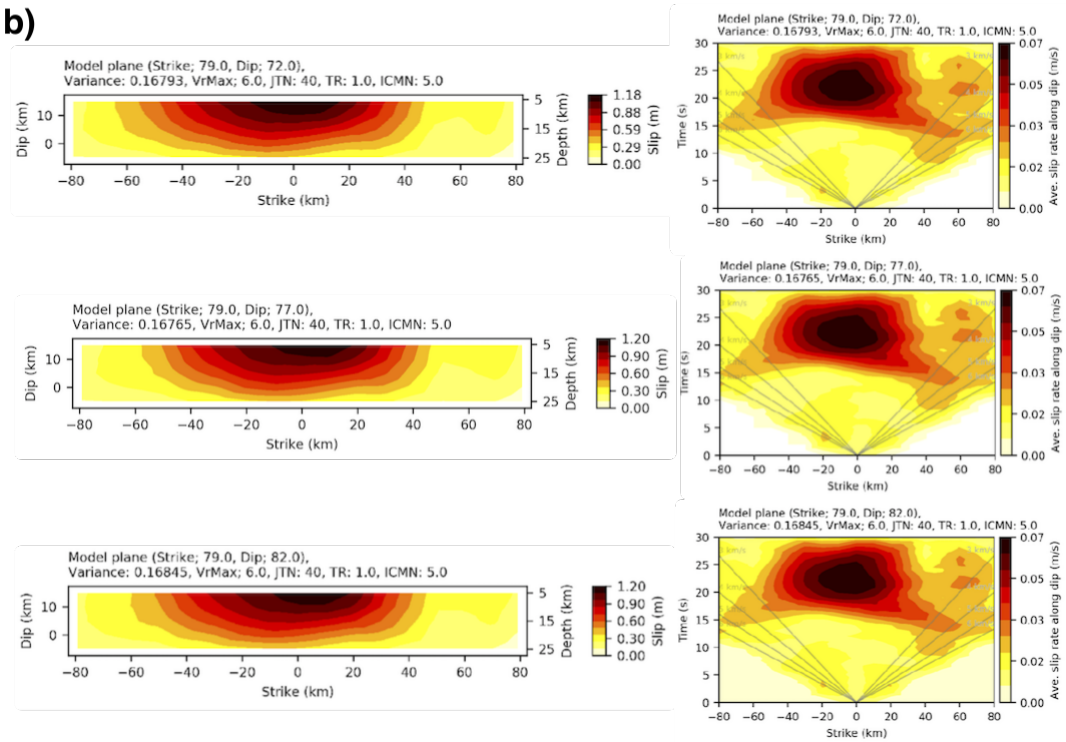 b)
Model plane (Strike; 79.0, Dip; 72.0),
Variance: 0.16793, VrMax; 6.0, JTN: 40, TR: 1.0, ICMN: 5.0
Dip (km)
10
0
−80 −60 −40 −20 0 20 40 60 80
Strike (km)
5
15
25
Depth (km)
1.18
0.88
0.59
0.29
0.00
Slip (m)
Model plane (Strike; 79.0, Dip; 72.0),
Variance: 0.16793, VrMax; 6.0, JTN: 40, TR: 1.0, ICMN: 5.0
Time (s)
30
25
20
15
10
5
0
−80 −60 −40 −20 0 20 40 60 80
Strike (km)
0.07
0.05
0.03
0.02
0.00
Ave. slip rate along dip (m/s)
Model plane (Strike; 79.0, Dip; 77.0),
Variance: 0.16765, VrMax; 6.0, JTN: 40, TR: 1.0, ICMN: 5.0
Dip (km)
10
0
−80 −60 −40 −20 0 20 40 60 80
Strike (km)
5
15
25
Depth (km)
1.20
0.90
0.60
0.30
0.00
Slip (m)
Model plane (Strike; 79.0, Dip; 77.0),
Variance: 0.16765, VrMax; 6.0, JTN: 40, TR: 1.0, ICMN: 5.0
Time (s)
30
25
20
15
10
5
0
−80 −60 −40 −20 0 20 40 60 80
Strike (km)
0.07
0.05
0.03
0.02
0.00
Ave. slip rate along dip (m/s)
Model plane (Strike; 79.0, Dip; 82.0),
Variance: 0.16845, VrMax; 6.0, JTN: 40, TR: 1.0, ICMN: 5.0
Dip (km)
10
0
−80 −60 −40 −20 0 20 40 60 80
Strike (km)
5
15
25
Depth (km)
1.20
0.90
0.60
0.30
0.00
Slip (m)
Model plane (Strike; 79.0, Dip; 82.0),
Variance: 0.16845, VrMax; 6.0, JTN: 40, TR: 1.0, ICMN: 5.0
1 km/s
Time (s)
30
25
20
15
10
5
0
−80 −60 −40 −20 0 20 40 60 80
Strike (km)
0.07
0.05
0.03
0.02
0.00
Ave. slip rate along dip (m/s)